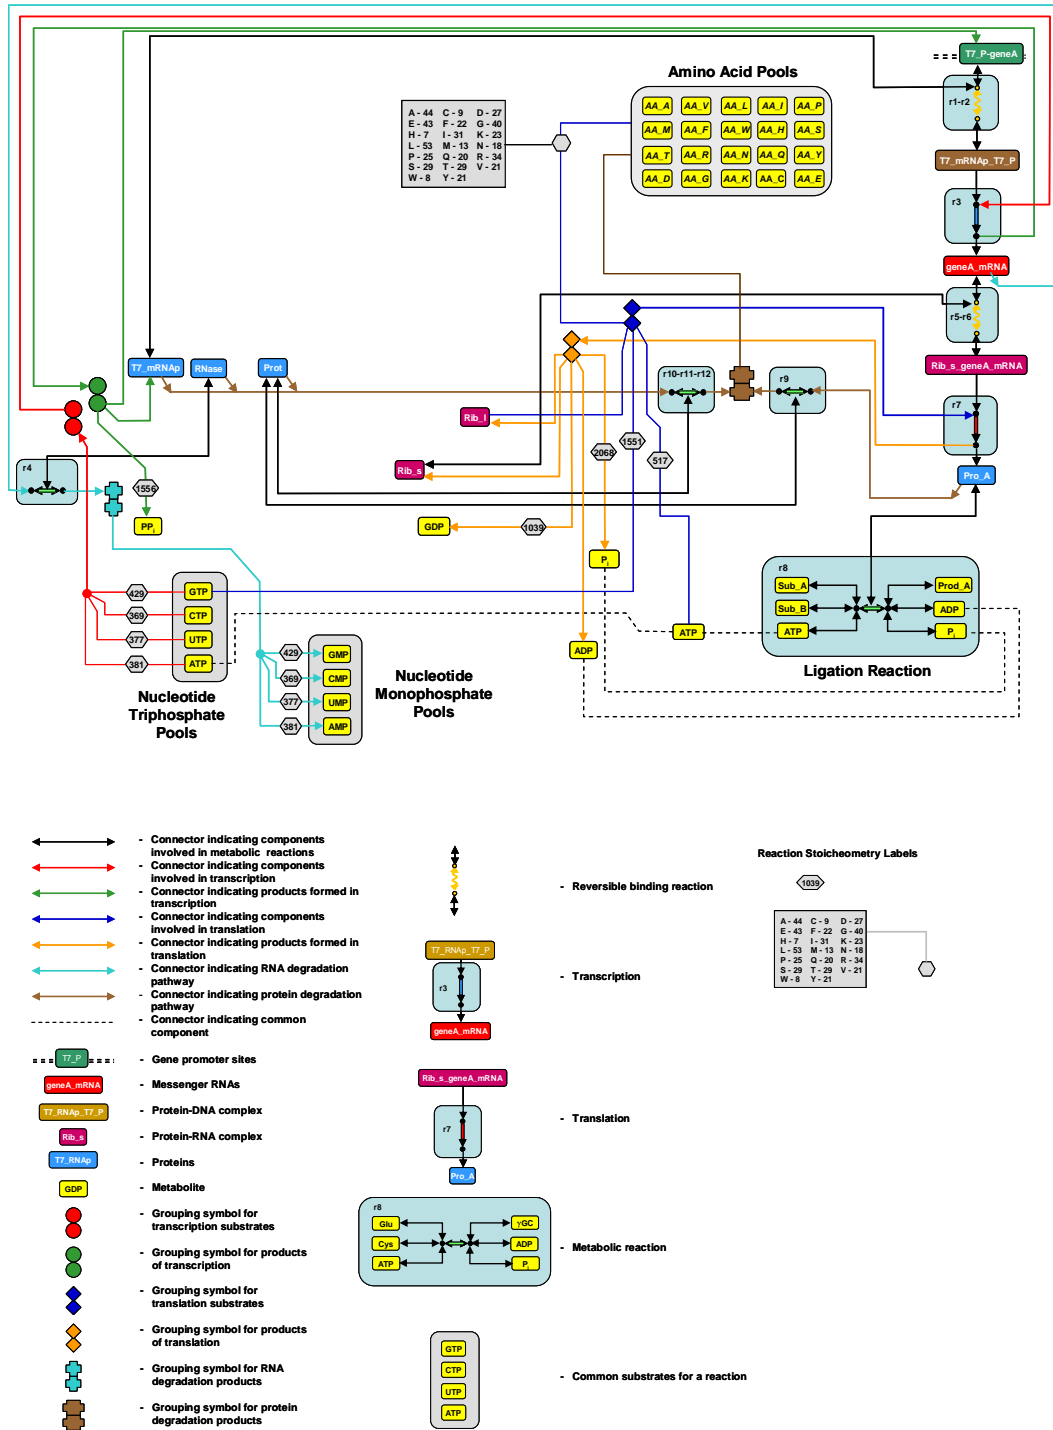 T7_P-geneA
Amino Acid Pools
A - 44 C - 9 D - 27
E - 43 F - 22 G - 40
H - 7 I - 31 K - 23
L - 53 M - 13 N - 18
P - 25 Q - 20 R - 34
S - 29 T - 29 V - 21
W - 8 Y - 21
AA_A AA_V AA_L AA_I AA_P
AA_M AA_F AA_W AA_H AA_S
AA_T AA_R AA_N AA_Q AA_Y
AA_D AA_G AA_K AA_C AA_E
r1-r2
T7_mRNAp_T7_P
r3
geneA_mRNA
r5-r6
Rib_s_geneA_mRNA
T7_mRNAp RNase Prot
r10-r11-r12
r9
r7
Rib_l
1551
2068
517
Rib_s
r4
Pro_A
1556
PPi
GDP
1039
Pi
r8
Sub_A Prod_A
Sub_B ADP
ATP Pi
Ligation Reaction
ATP
ADP
429 GTP
369 CTP
377 UTP
381 ATP
Nucleotide
Triphosphate
Pools
429 GMP
369 CMP
377 UMP
381 AMP
Nucleotide
Monophosphate
Pools
- Connector indicating components
involved in metabolic reactions
- Connector indicating components
involved in transcription
- Connector indicating products formed in
transcription
- Connector indicating components
involved in translation
- Connector indicating products formed in
translation
- Connector indicating RNA degradation
pathway
- Connector indicating protein degradation
pathway
- Connector indicating common
component
T7_P - Gene promoter sites
geneA_mRNA - Messenger RNAs
T7_RNAp_T7_P - Protein-DNA complex
Rib_s - Protein-RNA complex
T7_RNAp - Proteins
GDP - Metabolite
- Grouping symbol for
transcription substrates
- Grouping symbol for products
of transcription
- Grouping symbol for
translation substrates
- Grouping symbol for products
of translation
- Grouping symbol for RNA
degradation products
- Grouping symbol for protein
degradation products
- Reversible binding reaction
T7_RNAp_T7_P
r3
geneA_mRNA
- Transcription
Rib_s_geneA_mRNA
r7
Pro_A
- Translation
r8
Glu γGC
Cys ADP
ATP Pi
- Metabolic reaction
GTP
CTP
UTP
ATP
- Common substrates for a reaction
Reaction Stoicheometry Labels
1039
A - 44 C - 9 D - 27
E - 43 F - 22 G - 40
H - 7 I - 31 K - 23
L - 53 M - 13 N - 18
P - 25 Q - 20 R - 34
S - 29 T - 29 V - 21
W - 8 Y - 21